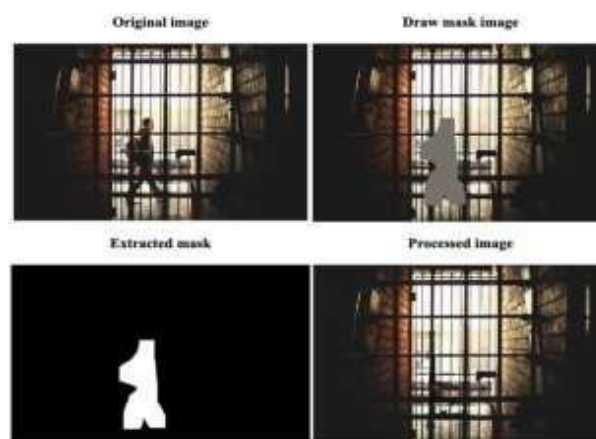 Original image
Draw mask image
Extracted mask
Processed image